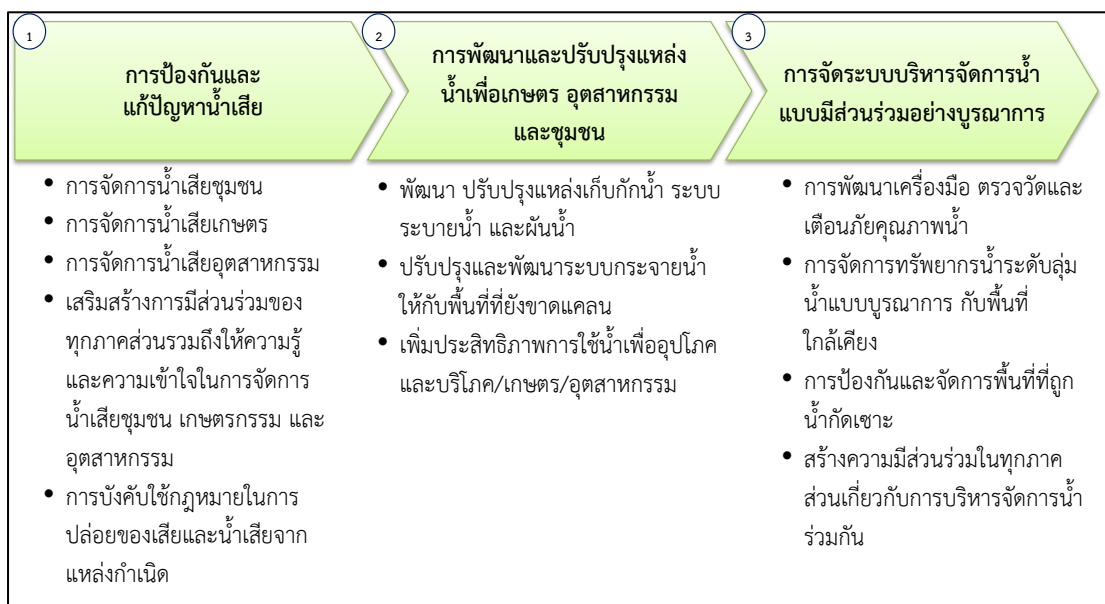 1
การป้องกันและ
แก้ปัญหาน้ำเสีย
• การจัดการน้ำเสียชุมชน
• การจัดการน้ำเสียเกษตร
• การจัดการน้ำเสียอุตสาหกรรม
• เสริมสร้างการมีส่วนร่วมของ
ทุกภาคส่วนรวมถึงให้ความรู้
และความเข้าใจในการจัดการ
น้ำเสียชุมชน เกษตรกรรม และ
อุตสาหกรรม
• การบังคับใช้กฎหมายในการ
ปล่อยของเสียและน้ำเสียจาก
แหล่งกำเนิด
2
การพัฒนาและปรับปรุงแหล่ง
น้ำเพื่อเกษตร อุตสาหกรรม
และชุมชน
• พัฒนา ปรับปรุงแหล่งเก็บกักน้ำ ระบบ
ระบายน้ำ และผันน้ำ
• ปรับปรุงและพัฒนาระบบกระจายน้ำ
ให้กับพื้นที่ที่ยังขาดแคลน
• เพิ่มประสิทธิภาพการใช้น้ำเพื่ออุปโภค
และบริโภค/เกษตร/อุตสาหกรรม
3
การจัดระบบบริหารจัดการน้ำ
แบบมีส่วนร่วมอย่างบูรณาการ
• การพัฒนาเครื่องมือ ตรวจวัดและ
เตือนภัยคุณภาพน้ำ
• การจัดการทรัพยากรน้ำระดับลุ่ม
น้ำแบบบูรณาการ กับพื้นที่
ใกล้เคียง
• การป้องกันและจัดการพื้นที่ที่ถูก
น้ำกัดเซาะ
• สร้างความมีส่วนร่วมในทุกภาค
ส่วนเกี่ยวกับการบริหารจัดการน้ำ
ร่วมกัน